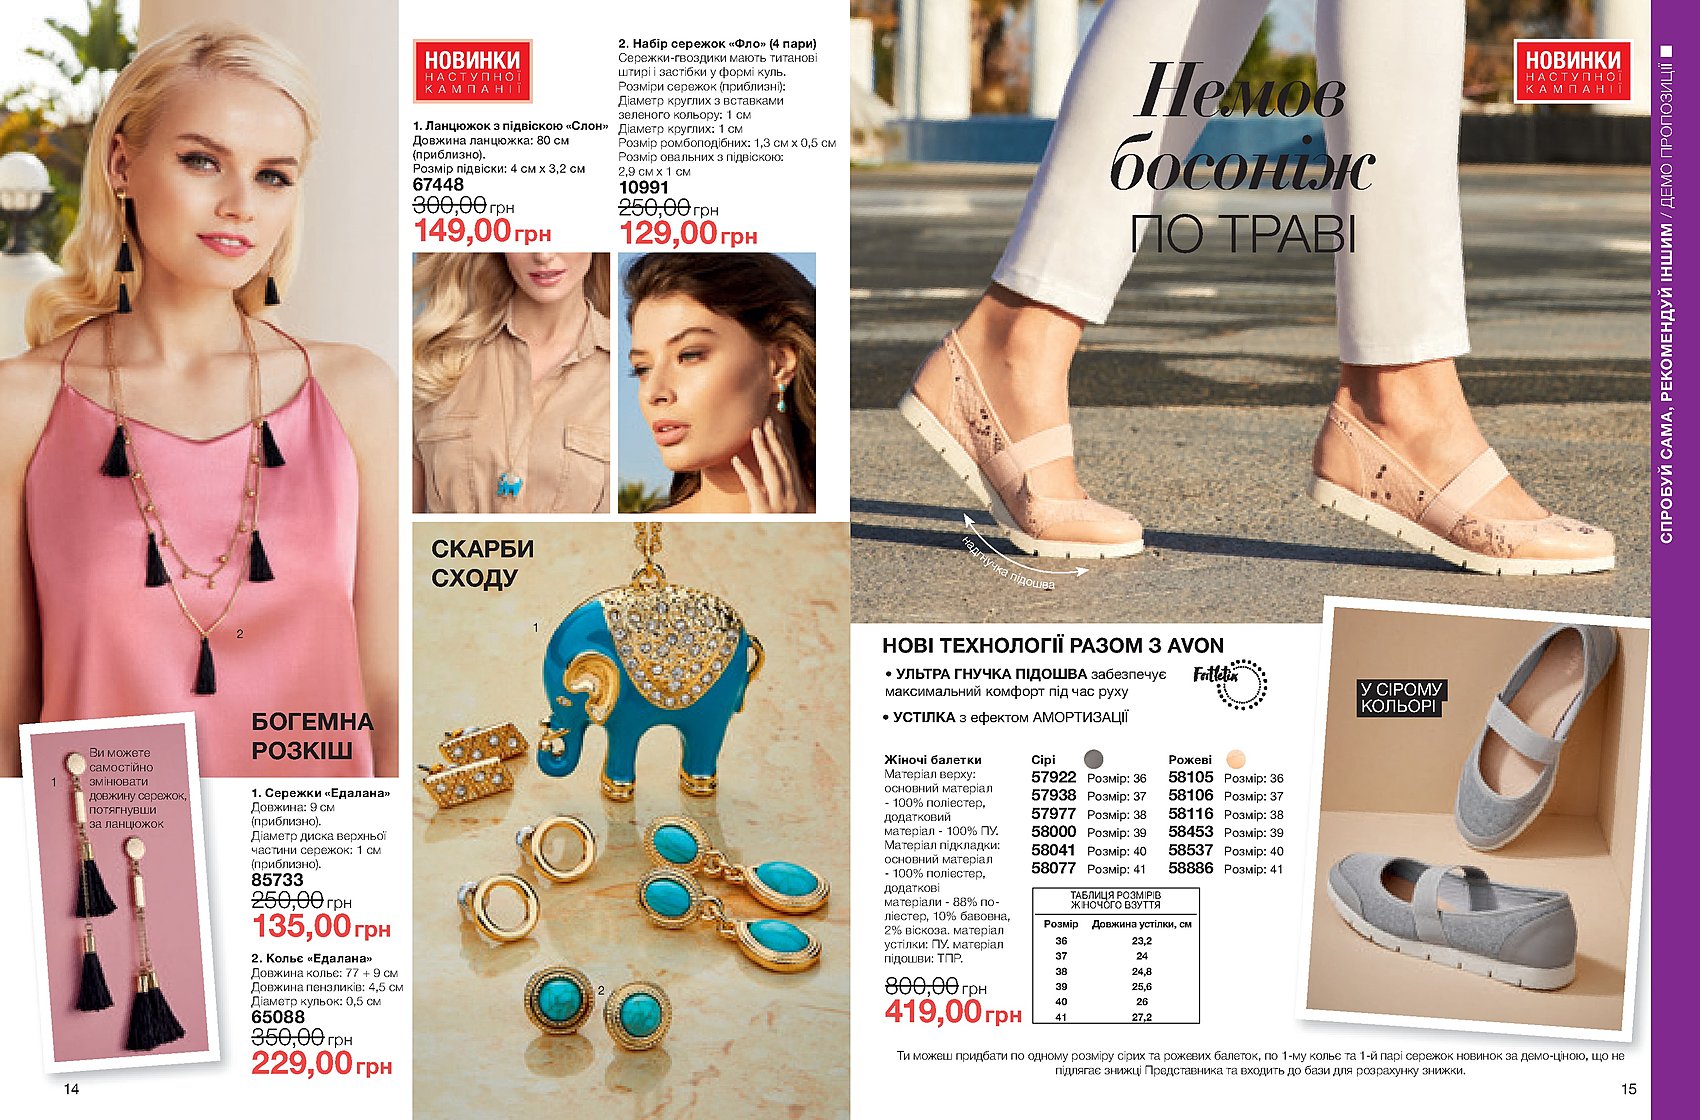 НОВИНКИ
НАСТУПНОЇ
КАМПАНІЇ
1. Ланцюжок з підвіскою «Слон»
Довжина ланцюжка: 80 см
(приблизно).
Розмір підвіски: 4 см х 3,2 см
67448
300,00 грн
149,00 грн
2. Набір сережок «Фло» (4 пари)
Сережки-гвоздики мають титанові
штирі і застібки у формі куль.
Розміри сережок (приблизні):
Діаметр круглих з вставками
зеленого кольору: 1 см
Діаметр круглих: 1 см
Розмір ромбоподібних: 1,3 см х 0,5 см
Розмір овальних з підвіскою:
2,9 см х 1 см
10991
250,00 грн
129,00 грн
2
БОГЕМНА
РОЗКІШ
1
Ви можете
самостійно
змінювати
довжину сережок,
потягнувши
за ланцюжок
1. Сережки «Едалана»
Довжина: 9 см
(приблизно).
Діаметр диска верхньої
частини сережок: 1 см
(приблизно).
85733
250,00 грн
135,00 грн
2. Кольє «Едалана»
Довжина кольє: 77 + 9 см
Довжина пензликів: 4,5 см
Діаметр кульок: 0,5 см
65088
350,00 грн
229,00 грн
14
СКАРБИ
СХОДУ
1
2
Немов
босоніж
ПО ТРАВІ
НОВИНКИ
НАСТУПНОЇ
КАМПАНІЇ
СПРОБУЙ САМА, РЕКОМЕНДУЙ ІНШИМ / ДЕМО ПРОПОЗИЦІЇ
надгнучка підошва
НОВІ ТЕХНОЛОГІЇ РАЗОМ З AVON
• УЛЬТРА ГНУЧКА ПІДОШВА забезпечує
максимальний комфорт під час руху
• УСТІЛКА з ефектом АМОРТИЗАЦІЇ
Жіночі балетки
Матеріал верху:
основний матеріал
- 100% поліестер,
додатковий
матеріал - 100% ПУ.
Матеріал підкладки:
основний матеріал
- 100% поліестер,
додаткові
матеріали - 88% по-
ліестер, 10% бавовна,
2% віскоза. матеріал
устілки: ПУ. матеріал
підошви: ТПР.
800,00 грн
419,00 грн
Сірі
57922 Розмір: 36
57938 Розмір: 37
57977 Розмір: 38
58000 Розмір: 39
58041 Розмір: 40
58077 Розмір: 41
Рожеві
58105 Розмір: 36
58106 Розмір: 37
58116 Розмір: 38
58453 Розмір: 39
58537 Розмір: 40
58886 Розмір: 41
ТАБЛИЦЯ РОЗМІРІВ
ЖІНОЧОГО ВЗУТТЯ
Розмір Довжина устілки, см
36 23,2
37 24
38 24,8
39 25,6
40 26
41 27,2
У СІРОМУ
КОЛЬОРІ
Ти можеш придбати по одному розміру сірих та рожевих балеток, по 1-му кольє та 1-й парі сережок новинок за демо-ціною, що не
підлягає знижці Представника та входить до бази для розрахунку знижки.
15